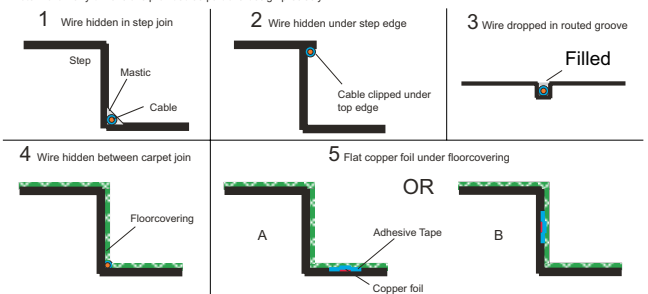 1 Wire hidden in step join
Step
Mastic
Cable
2 Wire hidden under step edge
Cable clipped under
top edge
3 Wire dropped in routed groove
Filled
4 Wire hidden between carpet join
Floorcovering
5 Flat copper foil under floorcovering
OR
A
B
Adhesive Tape
Copper foil